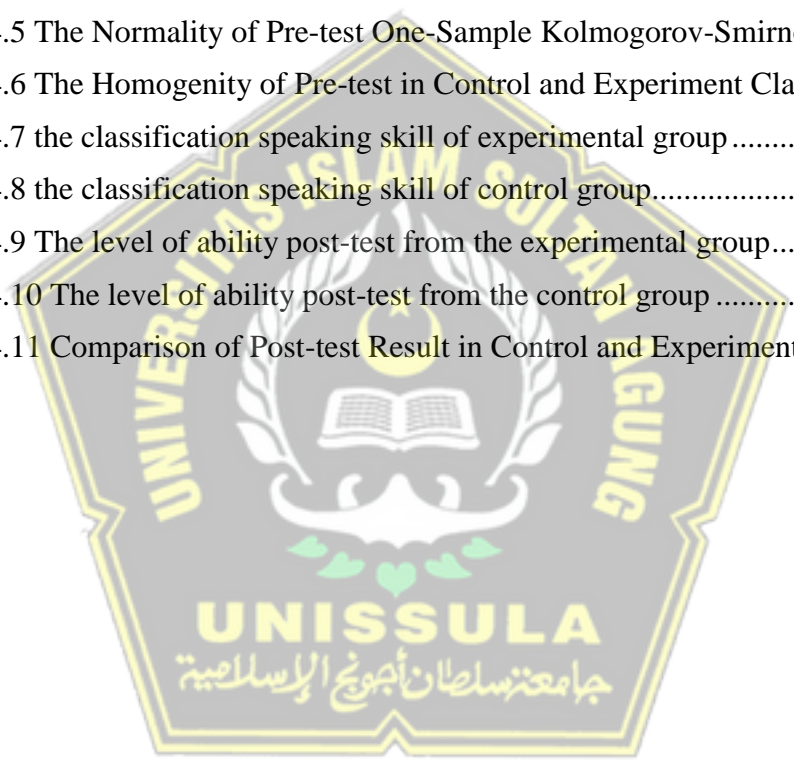 .5 The Normality of Pre-test One-Sample Kolmogorov-Smirn
.6 The Homogenity of Pre-test in Control and Experiment Cla
.7 the classification speaking skill of experimental group ........
.8 the classification speaking skill of control group..................
.9 The level of ability post-test from the experimental group...
.10 The level of ability post-test from the control group ..........
.11 Comparison of Post-test Result in Control and Experiment
UNIVERSITAS ISLAM SULTAN AGUNG
UNISSULA
جامعة سلطان أجونج الإسلامية